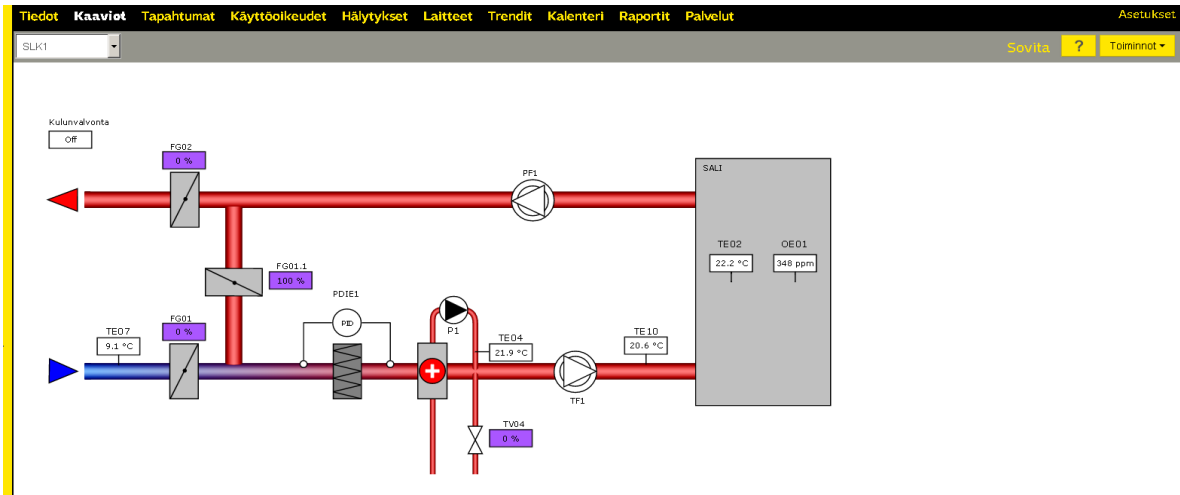 Tiedot Kaaviot Tapahtumat Käyttöoikeudet Hälytykset Laitteet Trendit Kalenteri Raportit Palvelut Asetukset
SLK1 Sovita ? Toiminnot
Kulunvalvonta
Off
FG02
0 %
PF1
SALI
TE02 OE01
22.2 °C 348 ppm
FG01.1
100 %
PDIE1
PID
FG01
0 %
TE07
9.1 °C
P1
TE04
21.9 °C
TE10
20.6 °C
TF1
TV04
0 %